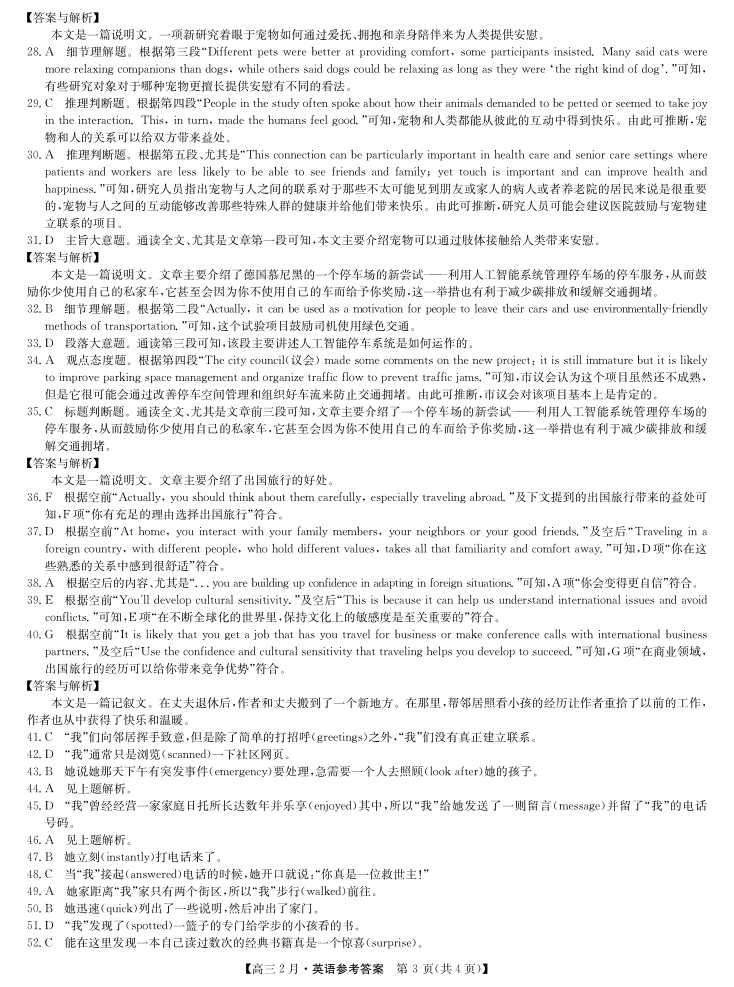 【答案与解析】
本文是一篇说明文。一项新研究着眼于宠物如何通过爱抚、拥抱和亲身陪伴来为人类提供安慰。
28. A 细节理解题。根据第三段“Different pets were better at providing comfort, some participants insisted. Many said cats were
more relaxing companions than dogs, while others said dogs could be relaxing as long as they were ‘the right kind of dog’.”可知,
有些研究对象对于哪种宠物更擅长提供安慰有不同的看法。
29. C 推理判断题。根据第四段“People in the study often spoke about how their animals demanded to be petted or seemed to take joy
in the interaction. This, in turn, made the humans feel good.”可知,宠物和人类都能从彼此的互动中得到快乐。由此可推断,宠
物和人的关系可以给双方带来益处。
30. A 推理判断题。根据第五段、尤其是“This connection can be particularly important in health care and senior care settings where
patients and workers are less likely to be able to see friends and family; yet touch is important and can improve health and
happiness.”可知,研究人员指出宠物与人之间的联系对于那些不太可能见到朋友或家人的病人或者养老院的居民来说是很重要
的,宠物与人之间的互动能够改善那些特殊人群的健康并给他们带来快乐。由此可推断,研究人员可能会建议医院鼓励与宠物建
立联系的项目。
31. D 主旨大意题。通读全文、尤其是文章第一段可知,本文主要介绍宠物可以通过肢体接触给人类带来安慰。
【答案与解析】
本文是一篇说明文。文章主要介绍了德国慕尼黑的一个停车场的新尝试——利用人工智能系统管理停车场的停车服务,从而鼓
励你少使用自己的私家车,它甚至会因为你不使用自己的车而给予你奖励,这一举措也有利于减少碳排放和缓解交通拥堵。
32. B 细节理解题。根据第二段“Actually, it can be used as a motivation for people to leave their cars and use environmentally-friendly
methods of transportation.”可知,这个试验项目鼓励司机使用绿色交通。
33. D 段落大意题。通读第三段可知,该段主要讲述人工智能停车系统是如何运作的。
34. A 观点态度题。根据第四段“The city council(议会) made some comments on the new project; it is still immature but it is likely
to improve parking space management and organize traffic flow to prevent traffic jams.”可知,市议会认为这个项目虽然还不成熟,
但是它很可能会通过改善停车空间管理和组织好车流来防止交通拥堵。由此可推断,市议会对该项目基本上是肯定的。
35. C 标题判断题。通读全文、尤其是文章前三段可知,文章主要介绍了一个停车场的新尝试——利用人工智能系统管理停车场的
停车服务,从而鼓励你少使用自己的私家车,它甚至会因为你不使用自己的车而给予你奖励,这一举措也有利于减少碳排放和缓
解交通拥堵。
【答案与解析】
本文是一篇说明文。文章主要介绍了出国旅行的好处。
36. F 根据空前“Actually, you should think about them carefully, especially traveling abroad.”及下文提到的出国旅行带来的益处可
知,F 项“你有充足的理由选择出国旅行”符合。
37. D 根据空前“At home, you interact with your family members, your neighbors or your good friends.”及空后“Traveling in a
foreign country, with different people, who hold different values, takes all that familiarity and comfort away.”可知,D 项“你在这
些熟悉的关系中感到很舒适”符合。
38. A 根据空后的内容、尤其是“...you are building up confidence in adapting in foreign situations.”可知,A 项“你会变得更自信”符合。
39. E 根据空前“You'll develop cultural sensitivity.”及空后“This is because it can help us understand international issues and avoid
conflicts.”可知,E 项“在不断全球化的世界里,保持文化上的敏感度是至关重要的”符合。
40. G 根据空前“It is likely that you get a job that has you travel for business or make conference calls with international business
partners.”及空后“Use the confidence and cultural sensitivity that traveling helps you develop to succeed.”可知,G 项“在商业领域,
出国旅行的经历可以给你带来竞争优势”符合。
【答案与解析】
本文是一篇记叙文。在丈夫退休后,作者和丈夫搬到了一个新地方。在那里,帮邻居照看小孩的经历让作者重拾了以前的工作,
作者也从中获得了快乐和温暖。
41. C “我”们向邻居挥手致意,但是除了简单的打招呼(greetings)之外,“我”们没有真正建立联系。
42. D “我”通常只是浏览(scanned)一下社区网页。
43. B 她说她那天下午有突发事件(emergency)要处理,急需要一个人去照顾(look after)她的孩子。
44. A 见上题解析。
45. D “我”曾经经营一家家庭日托所长达数年并乐享(enjoyed)其中,所以“我”给她发送了一则留言(message)并留了“我”的电话
号码。
46. A 见上题解析。
47. B 她立刻(instantly)打电话来了。
48. C 当“我”接起(answered)电话的时候,她开口就说:“你真是一位救世主!”
49. A 她家距离“我”家只有两个街区,所以“我”步行(walked)前往。
50. B 她迅速(quick)列出了一些说明,然后冲出了家门。
51. D “我”发现了(spotted)一篮子的专门给学步的小孩看的书。
52. C 能在这里发现一本自己读过数次的经典书籍真是一个惊喜(surprise)。
【高三 2 月·英语参考答案 第 3 页(共 4 页)】